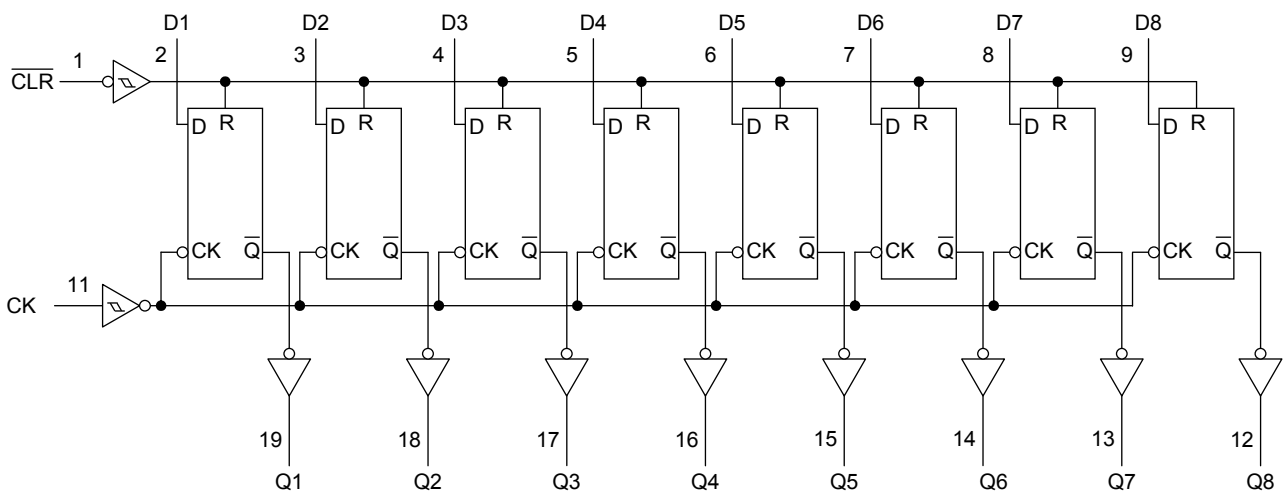 D1 D2 D3 D4 D5 D6 D7 D8
1 2 3 4 5 6 7 8 9
C̅L̅R̅
D R D R D R D R D R D R D R D R
CK Q̅ CK Q̅ CK Q̅ CK Q̅ CK Q̅ CK Q̅ CK Q̅ CK Q̅
11
CK
19 18 17 16 15 14 13 12
Q1 Q2 Q3 Q4 Q5 Q6 Q7 Q8